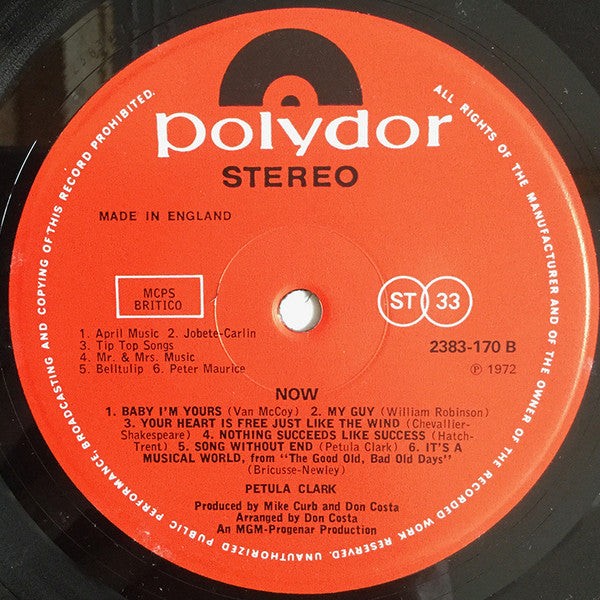 polydor
STEREO
MADE IN ENGLAND
MCPS
BRITICO
ST 33
1. April Music 2. Jobete-Carlin
3. Tip Top Songs
4. Mr. & Mrs. Music
5. Belltulip 6. Peter Maurice
2383-170 B
℗ 1972
NOW
1. BABY I'M YOURS (Van McCoy) 2. MY GUY (William Robinson)
3. YOUR HEART IS FREE JUST LIKE THE WIND (Chevallier-
Shakespeare) 4. NOTHING SUCCEEDS LIKE SUCCESS (Hatch-
Trent) 5. SONG WITHOUT END (Petula Clark) 6. IT'S A
MUSICAL WORLD, from "The Good Old, Bad Old Days"
(Bricusse-Newley)
PETULA CLARK
Produced by Mike Curb and Don Costa
Arranged by Don Costa
An MGM-Progenar Production
ALL RIGHTS OF THE MANUFACTURER AND OF THE OWNER OF THE RECORDED WORK RESERVED. UNAUTHORIZED PUBLIC PERFORMANCE, BROADCASTING AND COPYING OF THIS RECORD PROHIBITED.